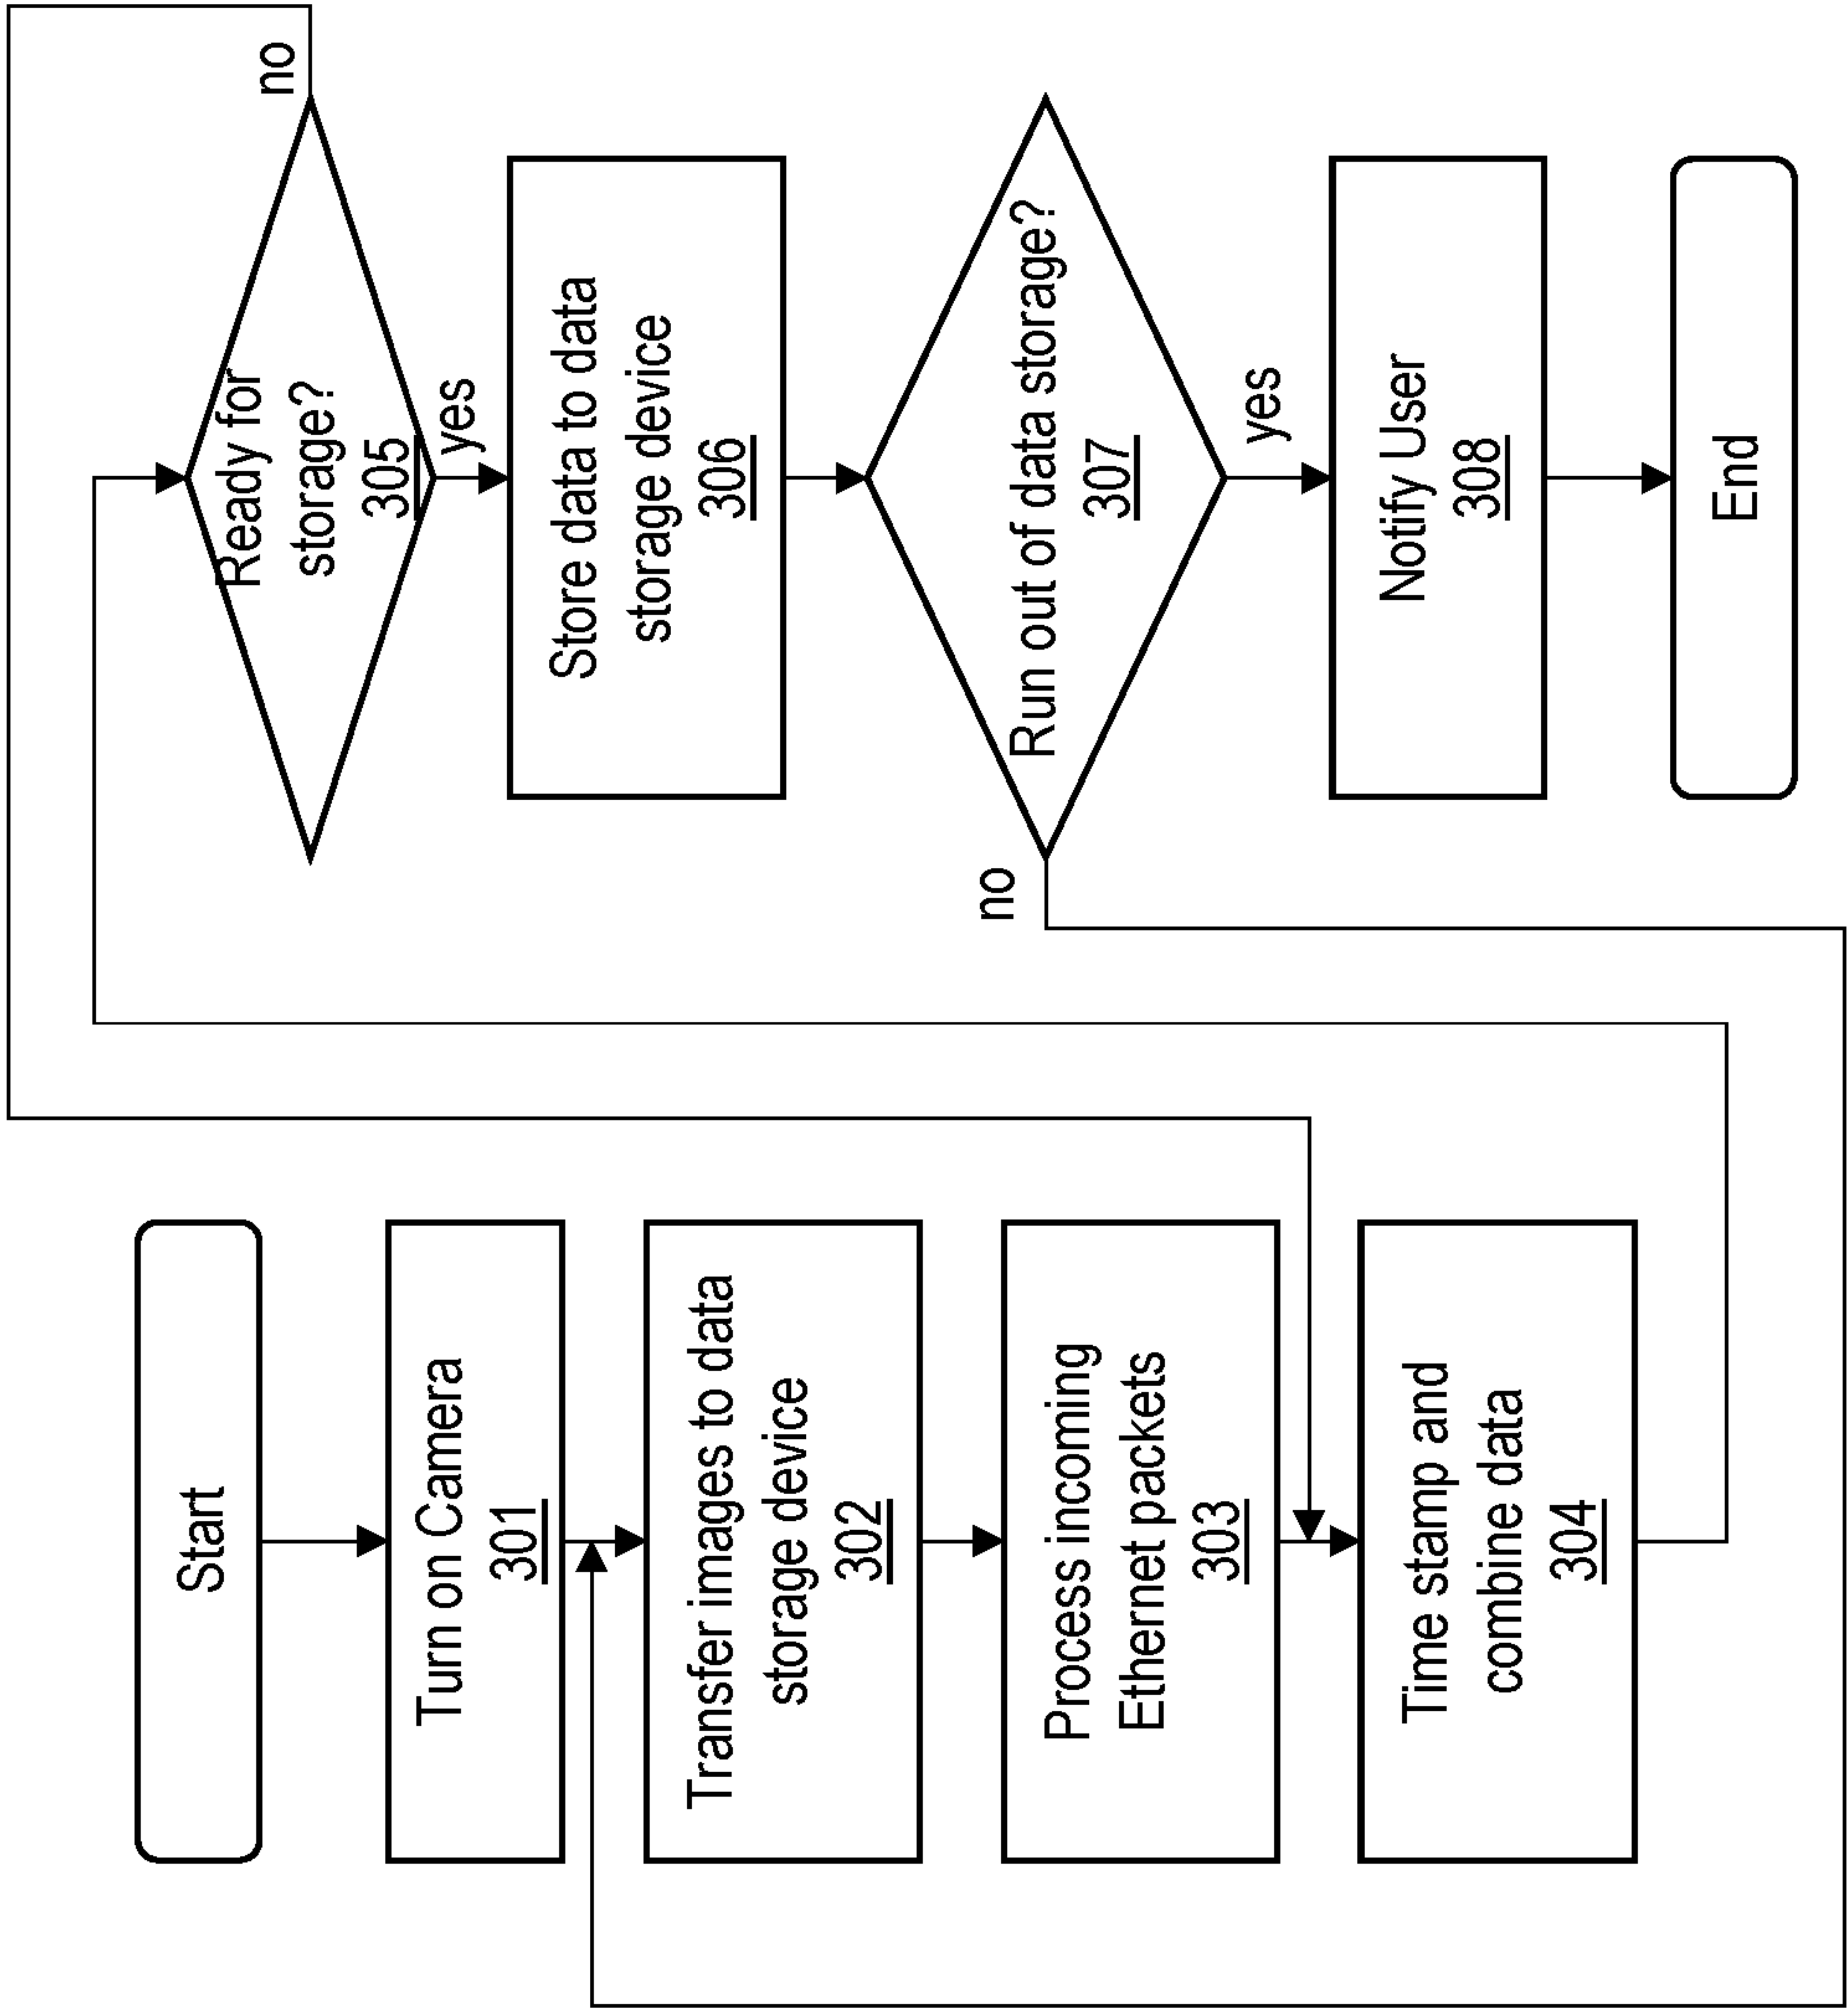 Start
Turn on Camera
301
Transfer images to data
storage device
302
Process incoming
Ethernet packets
303
Time stamp and
combine data
304
Ready for
storage?
305
no
yes
Store data to data
storage device
306
Run out of data storage?
307
no
yes
Notify User
308
End